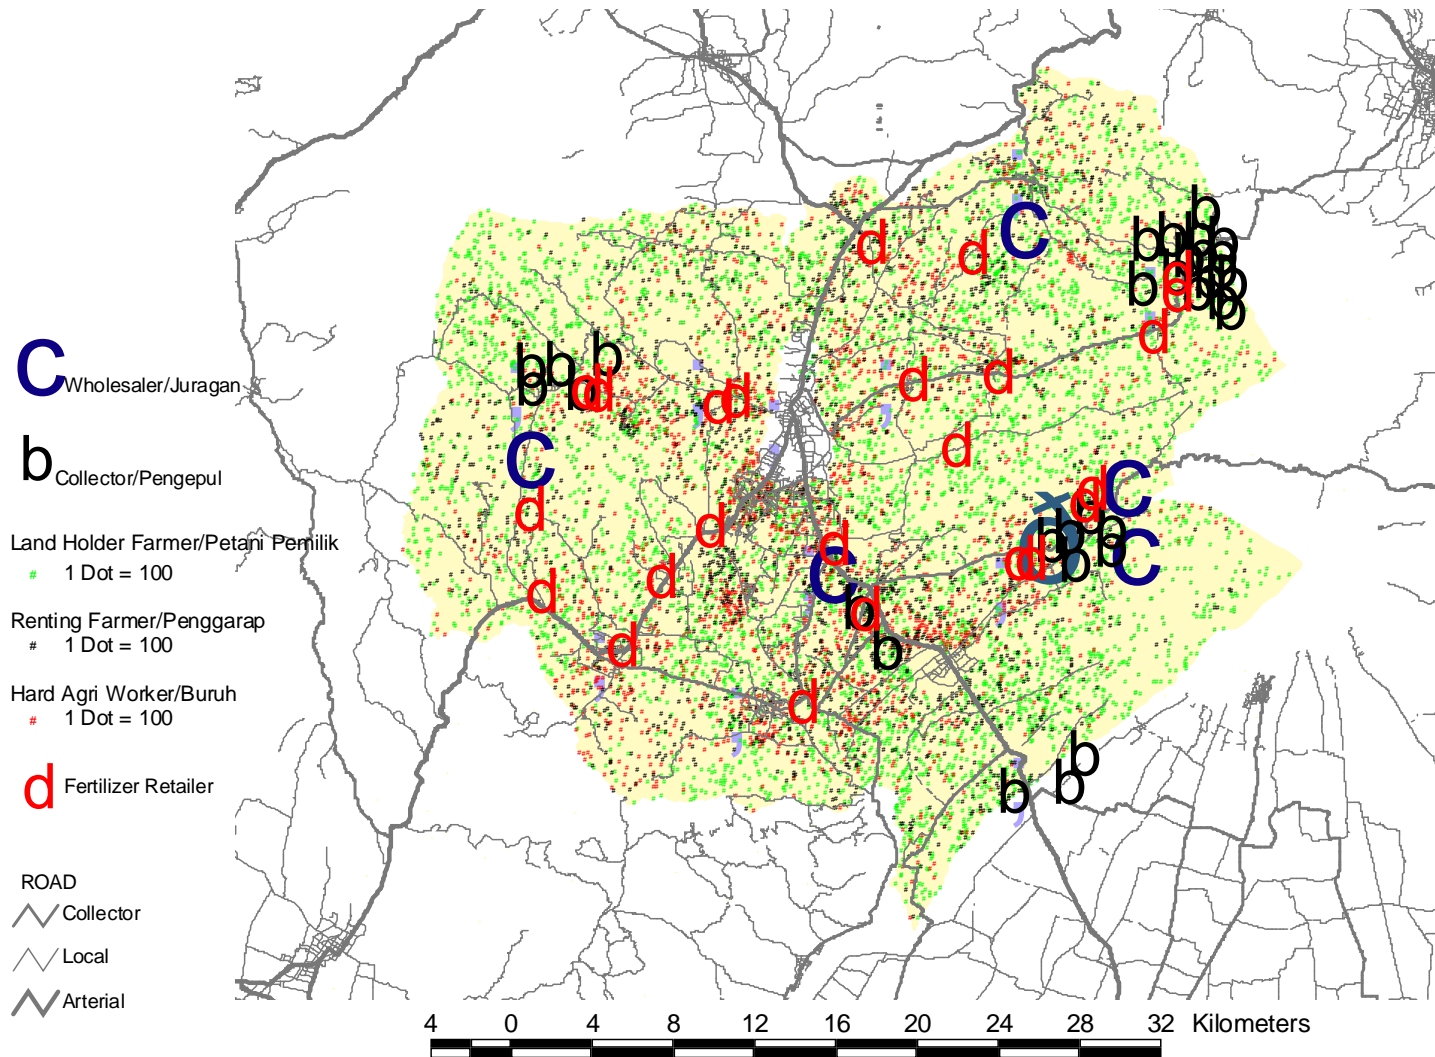 C Wholesaler/Juragan
b Collector/Pengepul
Land Holder Farmer/Petani Pemilik
# 1 Dot = 100
Renting Farmer/Penggarap
# 1 Dot = 100
Hard Agri Worker/Buruh
# 1 Dot = 100
d Fertilizer Retailer
ROAD
Collector
Local
Arterial
4 0 4 8 12 16 20 24 28 32 Kilometers